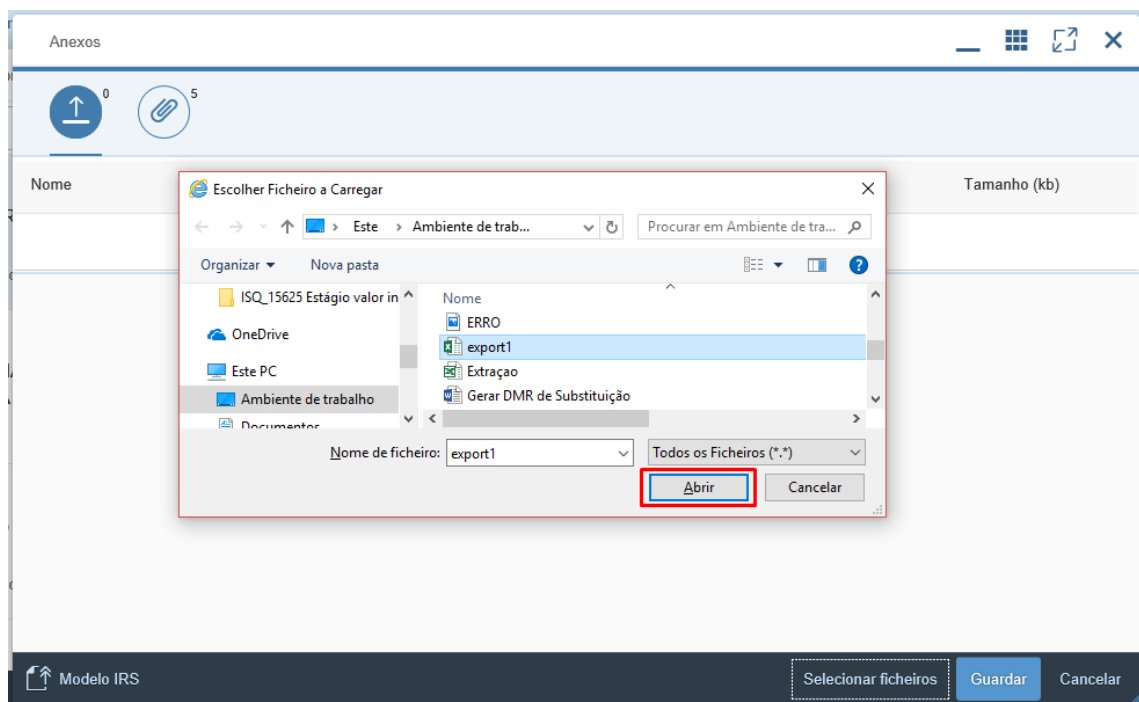 Anexos
0
5
Nome
Tamanho (kb)
Escolher Ficheiro a Carregar
Este > Ambiente de trab...
Procurar em Ambiente de tra...
Organizar
Nova pasta
ISQ_15625 Estágio valor in
OneDrive
Este PC
Ambiente de trabalho
Documentos
Nome
ERRO
export1
Extraçao
Gerar DMR de Substituição
Nome de ficheiro: export1
Todos os Ficheiros (*.*)
Abrir
Cancelar
Modelo IRS
Selecionar ficheiros
Guardar
Cancelar